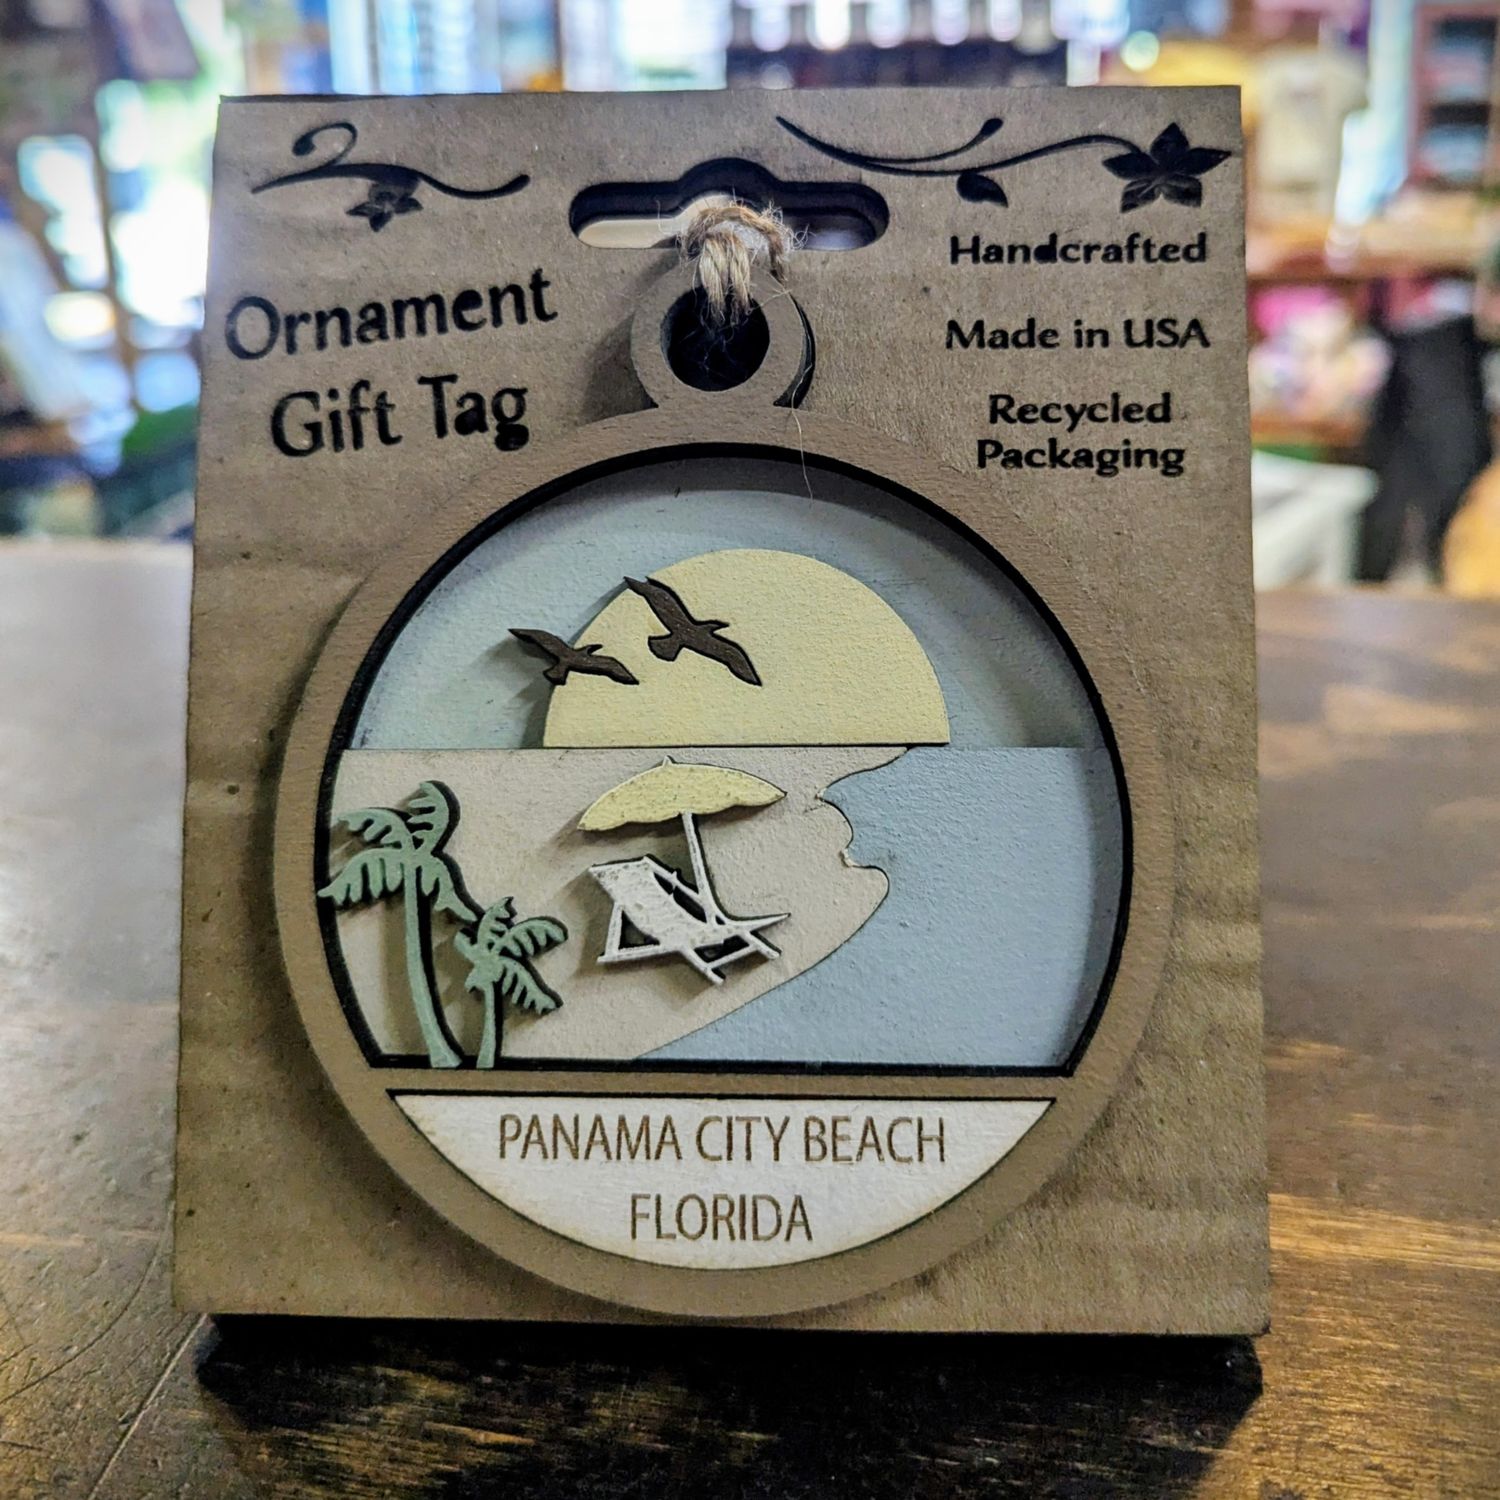 Ornament
Gift Tag
Handcrafted
Made in USA
Recycled
Packaging
PANAMA CITY BEACH
FLORIDA